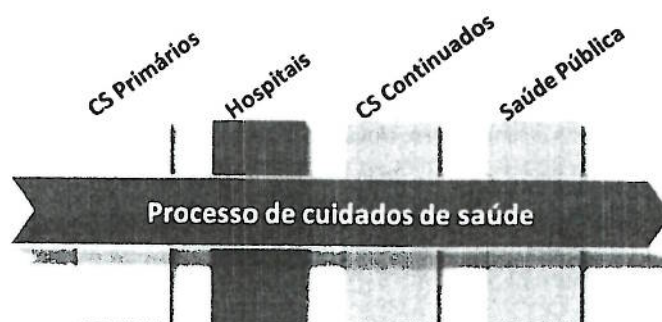 CS Primários
Hospitais
CS Continuados
Saúde Pública
Processo de cuidados de saúde